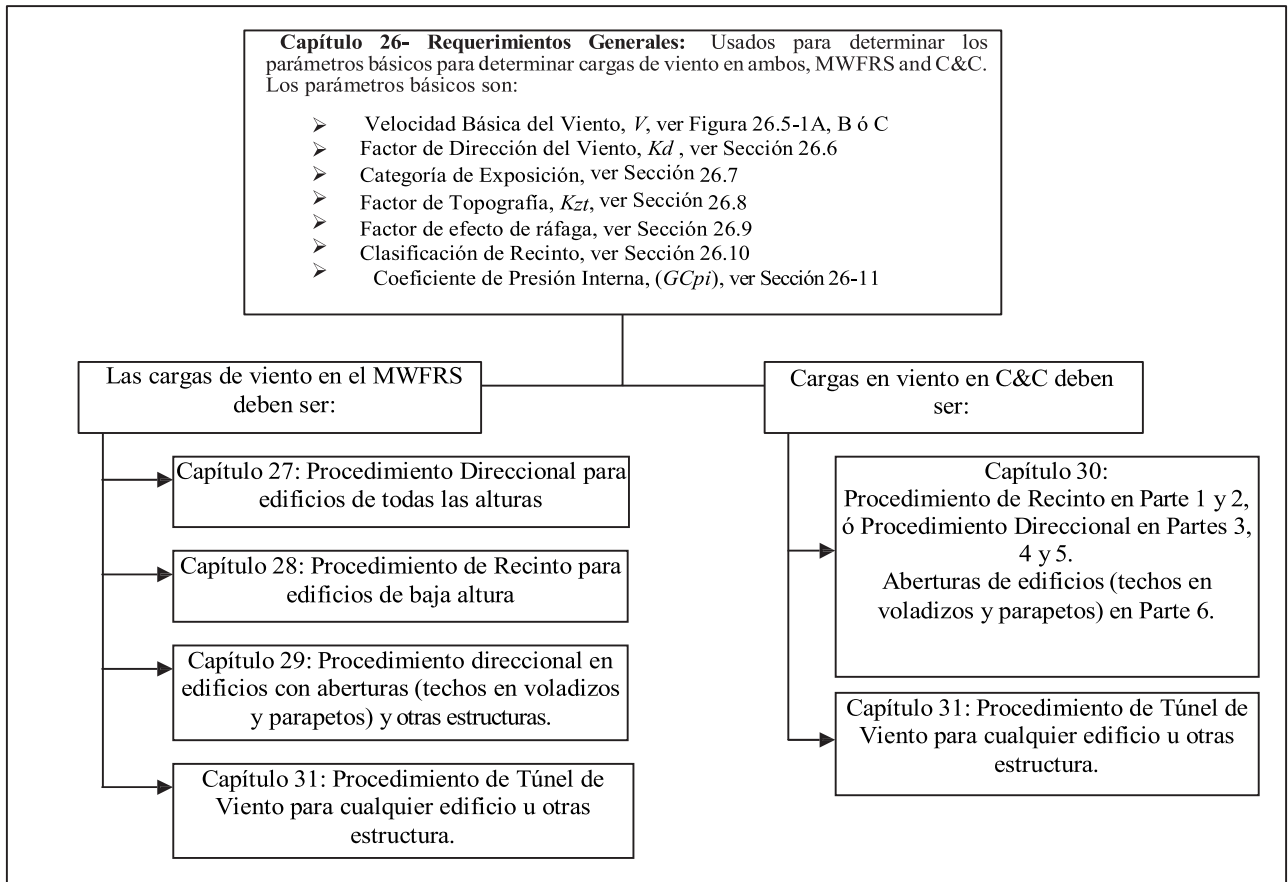 Capítulo 26- Requerimientos Generales: Usados para determinar los
parámetros básicos para determinar cargas de viento en ambos, MWFRS and C&C.
Los parámetros básicos son:
➢ Velocidad Básica del Viento, V, ver Figura 26.5-1A, B ó C
➢ Factor de Dirección del Viento, Kd , ver Sección 26.6
➢ Categoría de Exposición, ver Sección 26.7
➢ Factor de Topografía, Kzt, ver Sección 26.8
➢ Factor de efecto de ráfaga, ver Sección 26.9
➢ Clasificación de Recinto, ver Sección 26.10
➢ Coeficiente de Presión Interna, (GCpi), ver Sección 26-11
Las cargas de viento en el MWFRS
deben ser:
Capítulo 27: Procedimiento Direccional para
edificios de todas las alturas
Capítulo 28: Procedimiento de Recinto para
edificios de baja altura
Capítulo 29: Procedimiento direccional en
edificios con aberturas (techos en voladizos
y parapetos) y otras estructuras.
Capítulo 31: Procedimiento de Túnel de
Viento para cualquier edificio u otras
estructura.
Cargas en viento en C&C deben
ser:
Capítulo 30:
Procedimiento de Recinto en Parte 1 y 2,
ó Procedimiento Direccional en Partes 3,
4 y 5.
Aberturas de edificios (techos en
voladizos y parapetos) en Parte 6.
Capítulo 31: Procedimiento de Túnel de
Viento para cualquier edificio u otras
estructura.